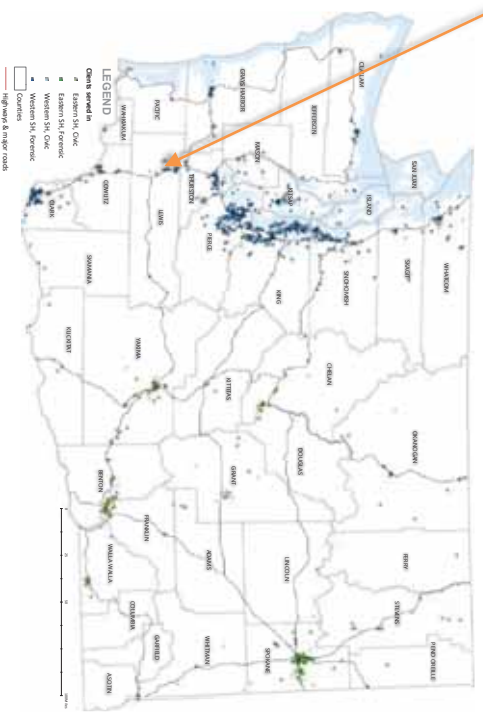 LEGEND
Clients served in
Eastern SH, Civic
Eastern SH, Forensic
Western SH, Civic
Western SH, Forensic
Counties
Highways & major roads
CLALLAM
JEFFERSON
GRAYS HARBOR
MASON
PACIFIC
WAHKIAKUM
THURSTON
LEWIS
COWLITZ
CLARK
SAN JUAN
ISLAND
KITSAP
PIERCE
KING
SNOHOMISH
SKAGIT
WHATCOM
SKAMANIA
KLICKITAT
YAKIMA
KITTITAS
CHELAN
DOUGLAS
OKANOGAN
GRANT
BENTON
FRANKLIN
WALLA WALLA
ADAMS
LINCOLN
FERRY
STEVENS
PEND OREILLE
SPOKANE
WHITMAN
COLUMBIA
GARFIELD
ASOTIN